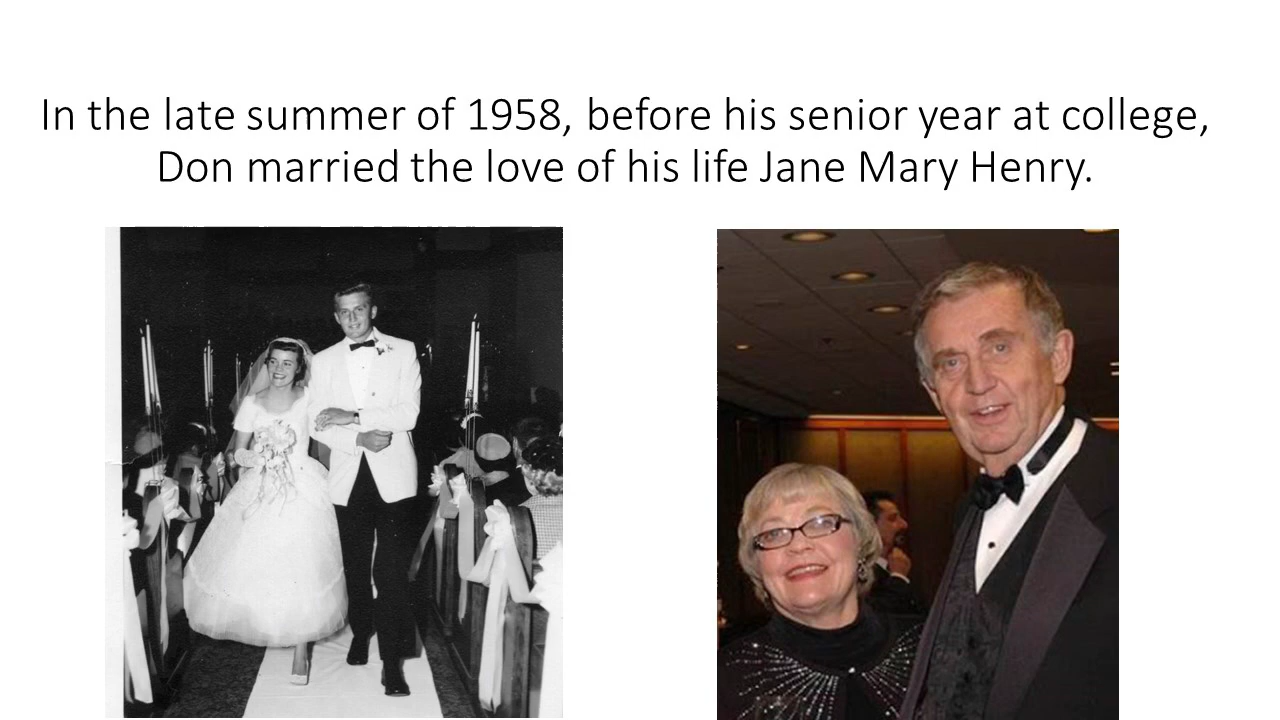 In the late summer of 1958, before his senior year at college,
Don married the love of his life Jane Mary Henry.